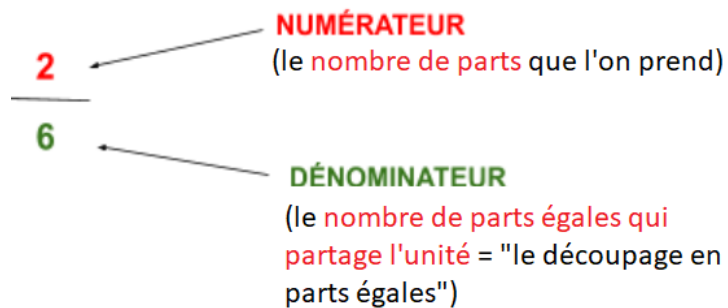 NUMÉRATEUR
(le nombre de parts que l'on prend)
2
6
DÉNOMINATEUR
(le nombre de parts égales qui
partage l'unité = "le découpage en
parts égales")